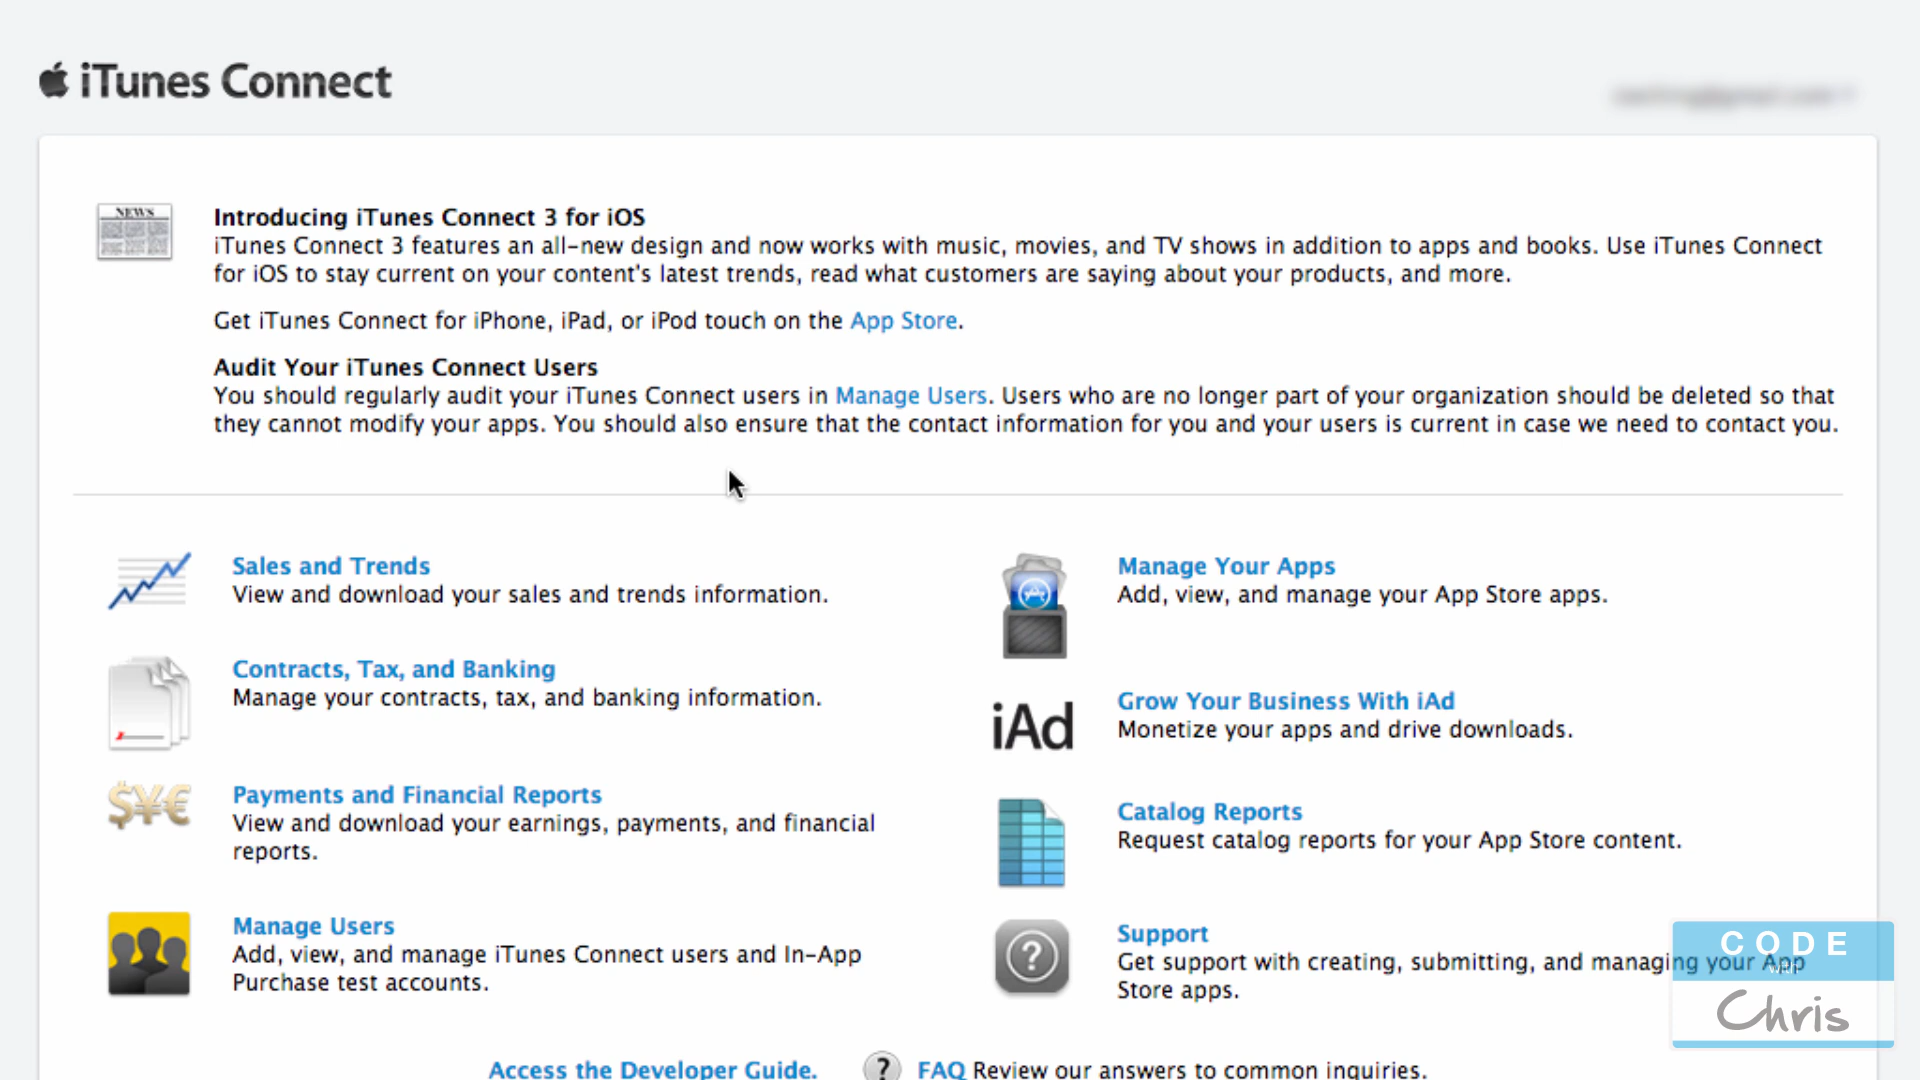 iTunes Connect
NEWS
Introducing iTunes Connect 3 for iOS
iTunes Connect 3 features an all-new design and now works with music, movies, and TV shows in addition to apps and books. Use iTunes Connect
for iOS to stay current on your content's latest trends, read what customers are saying about your products, and more.
Get iTunes Connect for iPhone, iPad, or iPod touch on the App Store.
Audit Your iTunes Connect Users
You should regularly audit your iTunes Connect users in Manage Users. Users who are no longer part of your organization should be deleted so that
they cannot modify your apps. You should also ensure that the contact information for you and your users is current in case we need to contact you.
Sales and Trends
View and download your sales and trends information.
Contracts, Tax, and Banking
Manage your contracts, tax, and banking information.
$¥€
Payments and Financial Reports
View and download your earnings, payments, and financial
reports.
Manage Users
Add, view, and manage iTunes Connect users and In-App
Purchase test accounts.
Manage Your Apps
Add, view, and manage your App Store apps.
iAd
Grow Your Business With iAd
Monetize your apps and drive downloads.
Catalog Reports
Request catalog reports for your App Store content.
?
Support
Get support with creating, submitting, and managing your App
Store apps.
CODE
with
Chris
Access the Developer Guide.
? FAQ Review our answers to common inquiries.